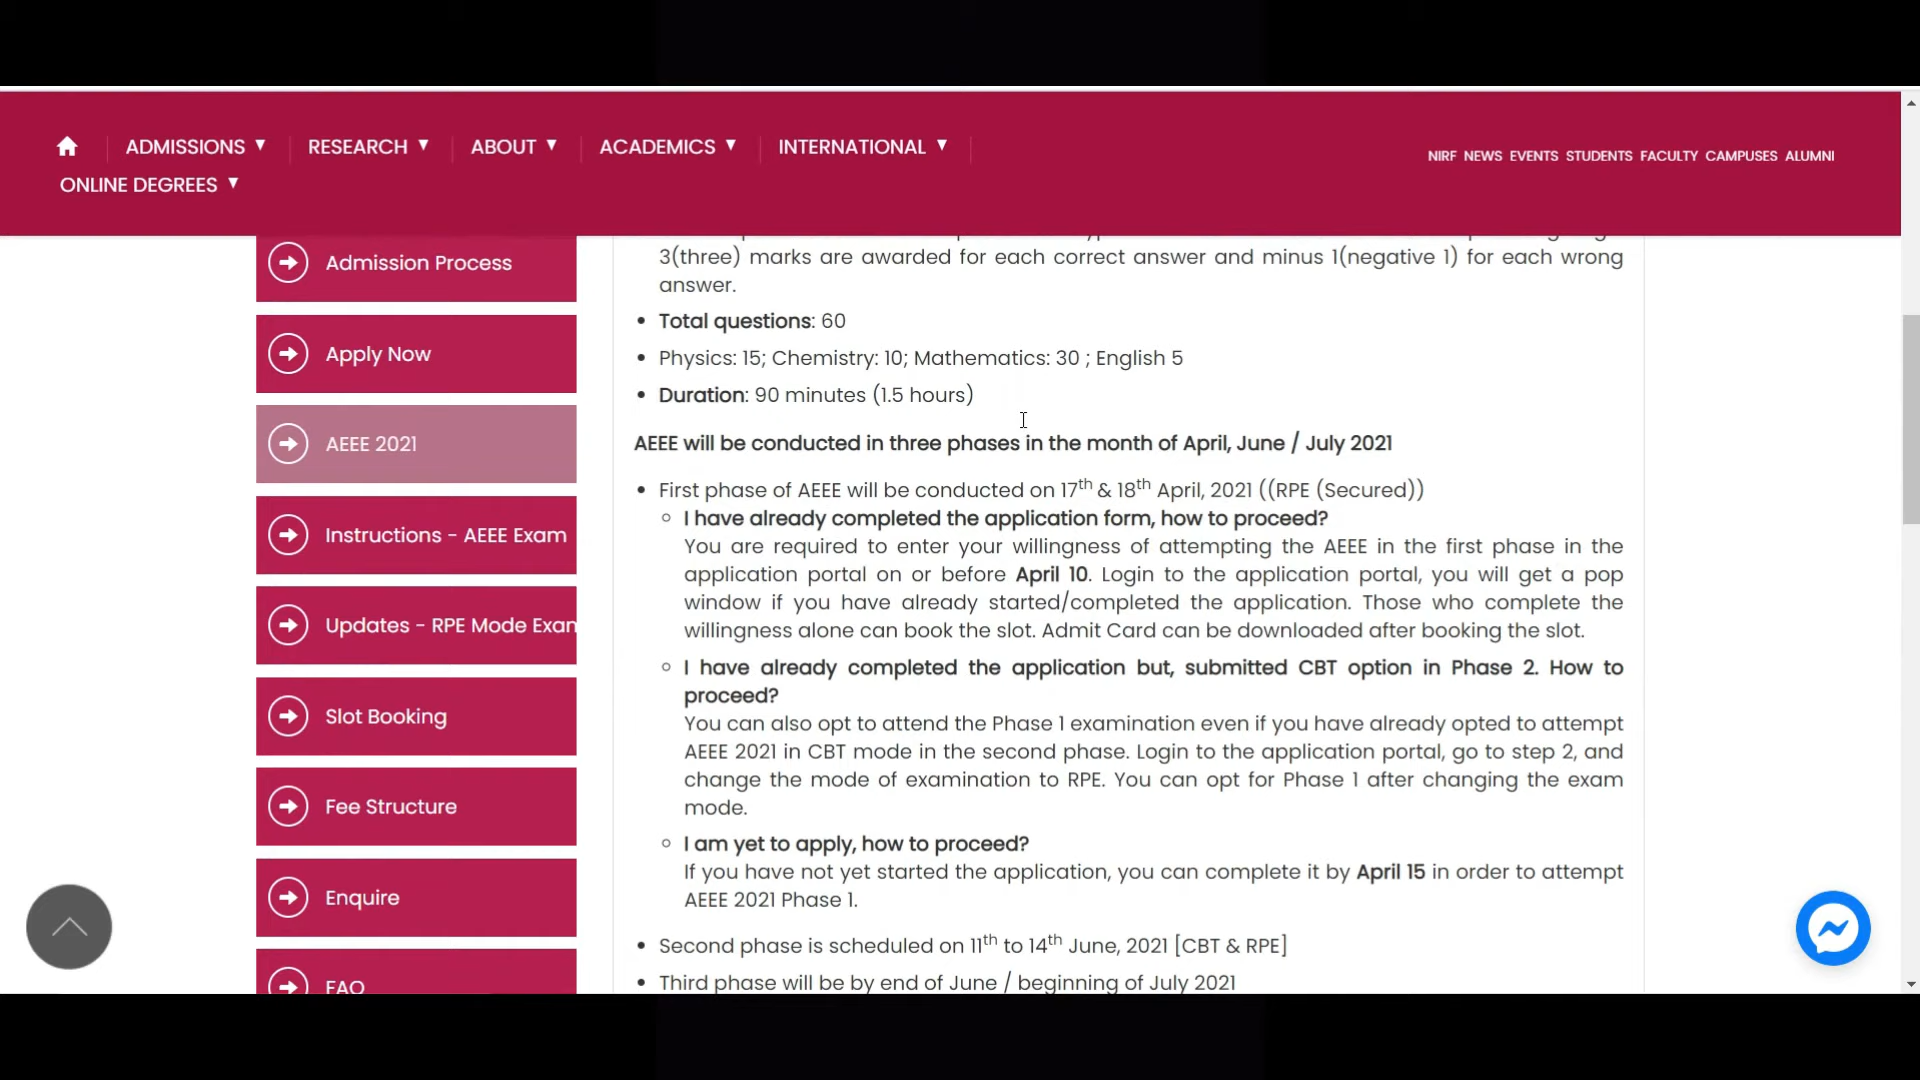 ADMISSIONS ▼ RESEARCH ▼ ABOUT ▼ ACADEMICS ▼ INTERNATIONAL ▼
NIRF NEWS EVENTS STUDENTS FACULTY CAMPUSES ALUMNI
ONLINE DEGREES ▼
Admission Process
Apply Now
AEEE 2021
Instructions - AEEE Exam
Updates - RPE Mode Exam
Slot Booking
Fee Structure
Enquire
FAQ
3(three) marks are awarded for each correct answer and minus 1(negative 1) for each wrong
answer.
• Total questions: 60
• Physics: 15; Chemistry: 10; Mathematics: 30 ; English 5
• Duration: 90 minutes (1.5 hours)
AEEE will be conducted in three phases in the month of April, June / July 2021
• First phase of AEEE will be conducted on 17th & 18th April, 2021 ((RPE (Secured))
○ I have already completed the application form, how to proceed?
You are required to enter your willingness of attempting the AEEE in the first phase in the
application portal on or before April 10. Login to the application portal, you will get a pop
window if you have already started/completed the application. Those who complete the
willingness alone can book the slot. Admit Card can be downloaded after booking the slot.
○ I have already completed the application but, submitted CBT option in Phase 2. How to
proceed?
You can also opt to attend the Phase 1 examination even if you have already opted to attempt
AEEE 2021 in CBT mode in the second phase. Login to the application portal, go to step 2, and
change the mode of examination to RPE. You can opt for Phase 1 after changing the exam
mode.
○ I am yet to apply, how to proceed?
If you have not yet started the application, you can complete it by April 15 in order to attempt
AEEE 2021 Phase 1.
• Second phase is scheduled on 11th to 14th June, 2021 [CBT & RPE]
• Third phase will be by end of June / beginning of July 2021